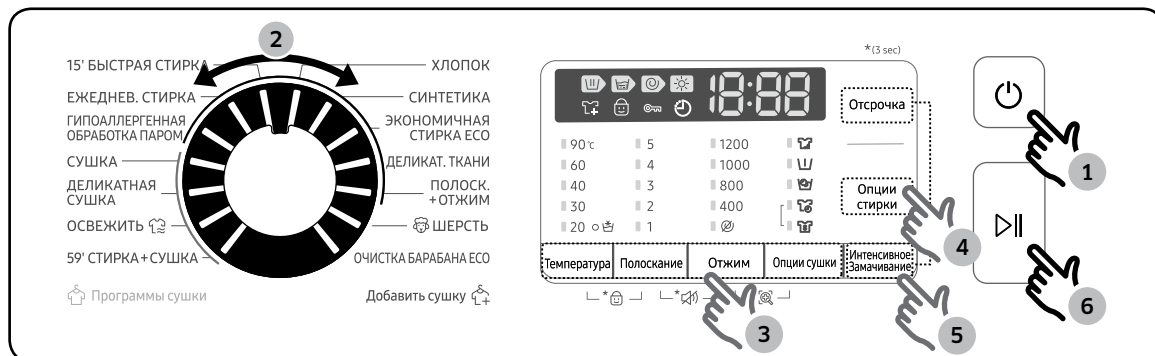 2
15' БЫСТРАЯ СТИРКА
ЕЖЕДНЕВ. СТИРКА
ГИПОАЛЛЕРГЕННАЯ
ОБРАБОТКА ПАРОМ
СУШКА
ДЕЛИКАТНАЯ
СУШКА
ОСВЕЖИТЬ
59' СТИРКА+СУШКА
Программы сушки
ХЛОПОК
СИНТЕТИКА
ЭКОНОМИЧНАЯ
СТИРКА ECO
ДЕЛИКАТ. ТКАНИ
ПОЛОСК.
+ОТЖИМ
ШЕРСТЬ
ОЧИСТКА БАРАБАНА ECO
Добавить сушку
*(3 sec)
18:88
Отсрочка
90℃ 5 1200
60 4 1000
40 3 800
30 2 400
20 1
Опции
стирки
Температура Полоскание Отжим Опции сушки Интенсивное
Замачивание
* *
1
4
3
5
6